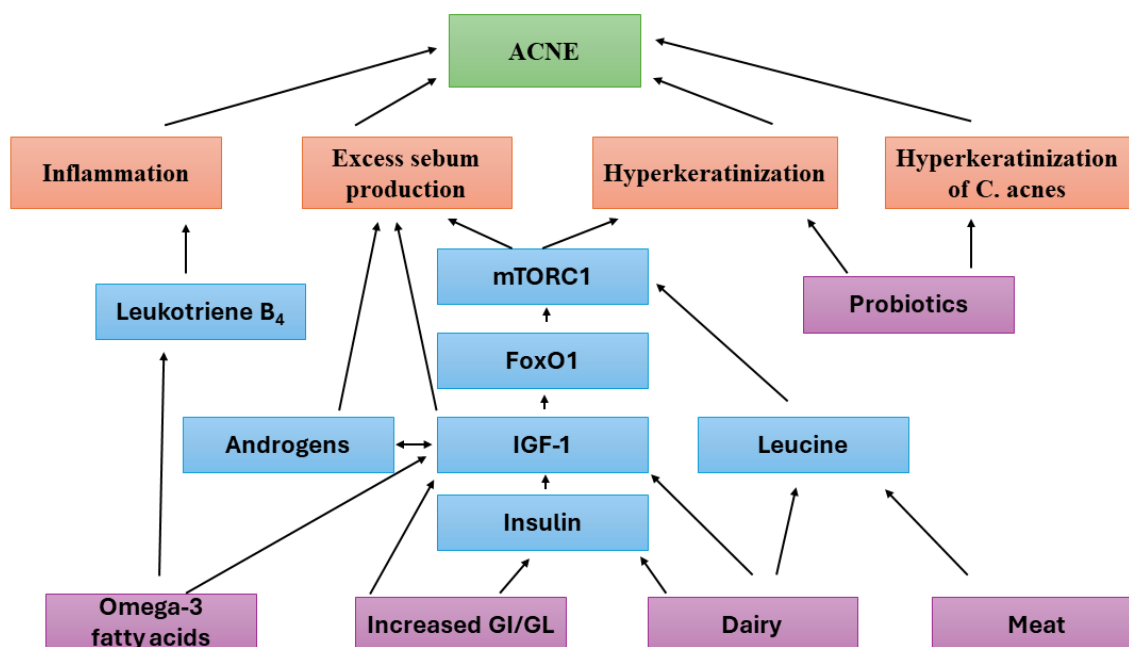 ACNE
Inflammation
Excess sebum
production
Hyperkeratinization
Hyperkeratinization
of C. acnes
mTORC1
Leukotriene B₄
Probiotics
FoxO1
Androgens
IGF-1
Leucine
Insulin
Omega-3
fatty acids
Increased GI/GL
Dairy
Meat